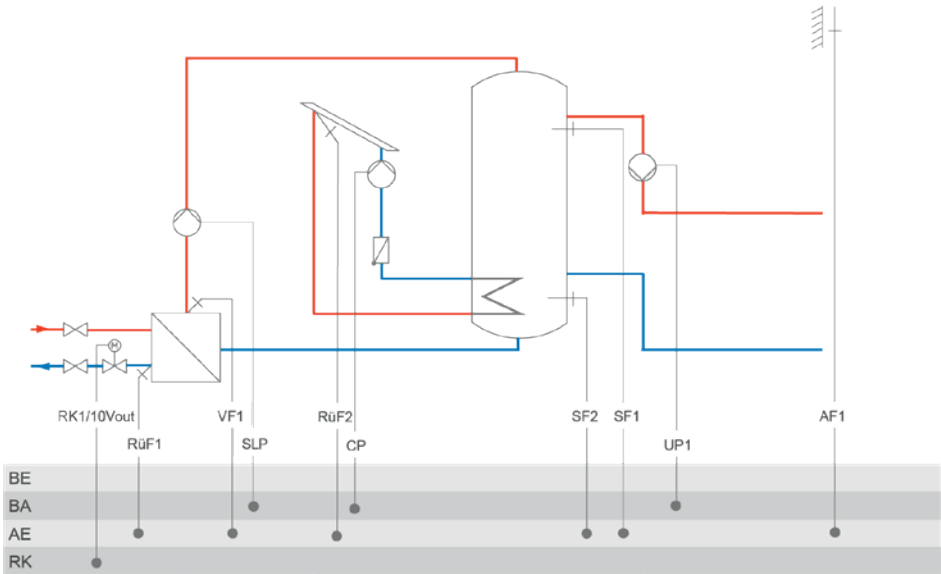 M
RK1/10Vout VF1 RüF2 SF2 SF1 AF1
RüF1 SLP CP UP1
BE
BA
AE
RK